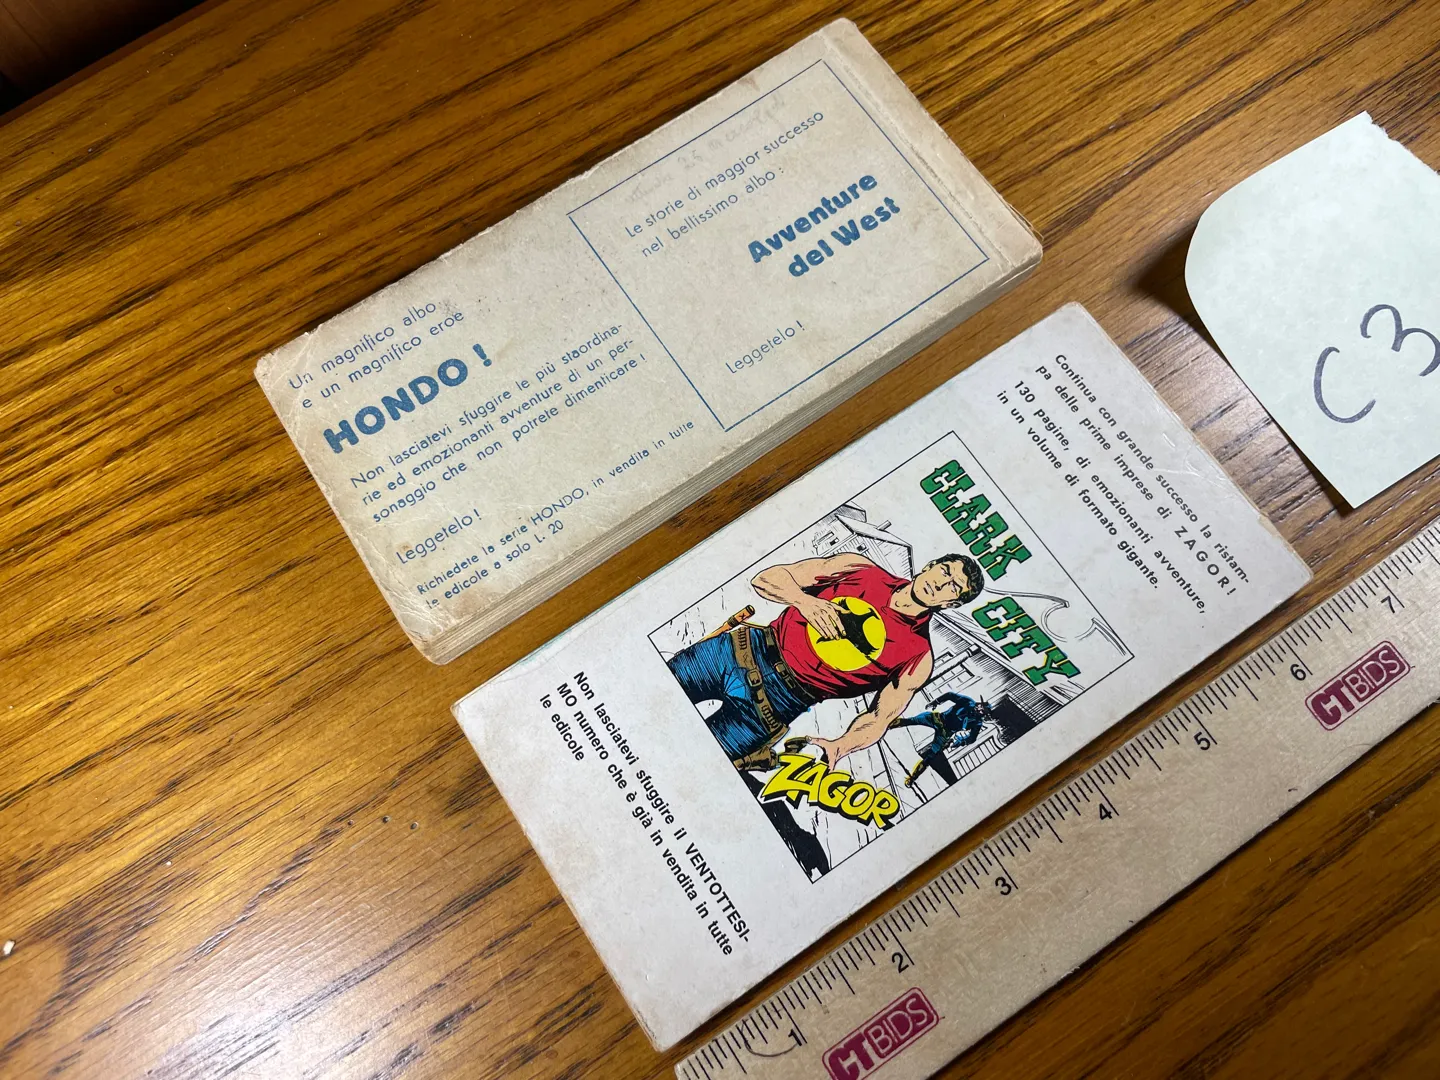 Un magnifico albo
e un magnifico eroe
HONDO !
Non lasciatevi sfuggire le più staordina-
rie ed emozionanti avventure di un per-
sonaggio che non potrete dimenticare !
Leggetelo !
Richiedete la serie HONDO, in vendita in tutte
le edicole a solo L. 20
Le storie di maggior successo
nel bellissimo albo :
Avventure
del West
Leggetelo !
Continua con grande successo la ristam-
pa delle prime imprese di ZAGOR!
130 pagine, di emozionanti avventure,
in un volume di formato gigante.
CLARK
CITY
ZAGOR
Non lasciatevi sfuggire il VENTOTTESI-
MO numero che è già in vendita in tutte
le edicole
C3
1 2 3 4 5 6 7
CTBIDS
CTBIDS